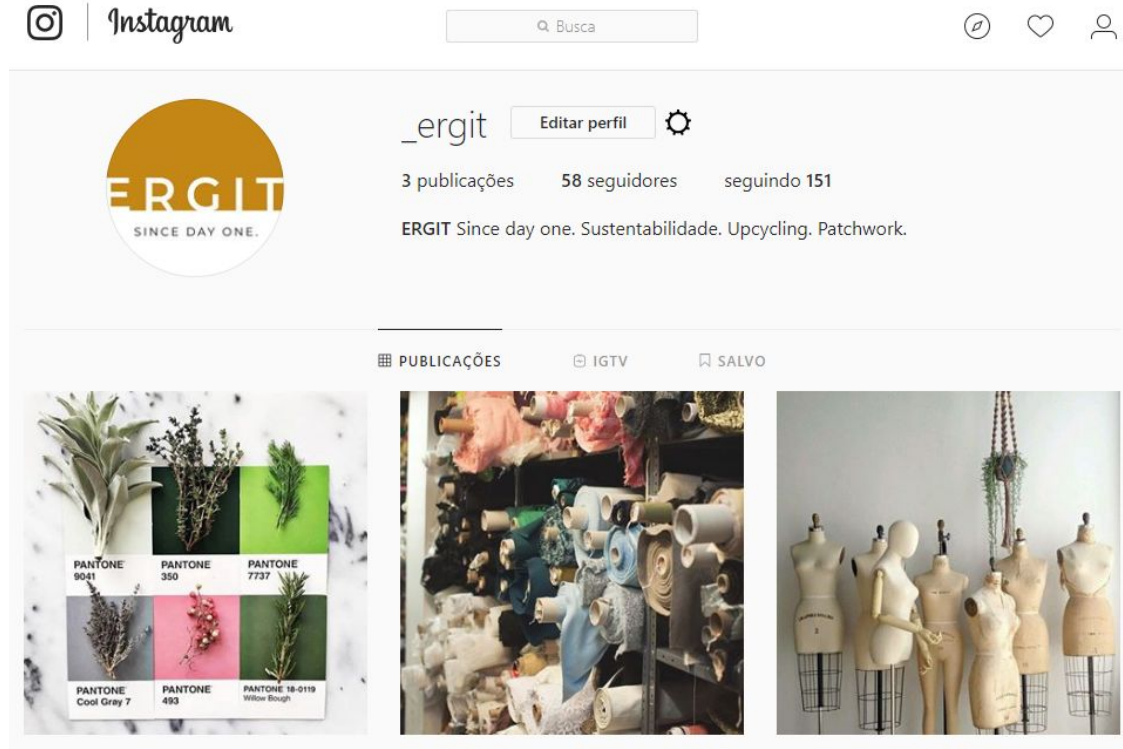 Instagram
Busca
_ergit
Editar perfil
3 publicações 58 seguidores seguindo 151
ERGIT Since day one. Sustentabilidade. Upcycling. Patchwork.
ERGIT
SINCE DAY ONE.
PUBLICAÇÕES IGTV SALVO
PANTONE PANTONE PANTONE
9041 350 7737
PANTONE PANTONE PANTONE 18-0119
Cool Gray 7 493 Willow Bough